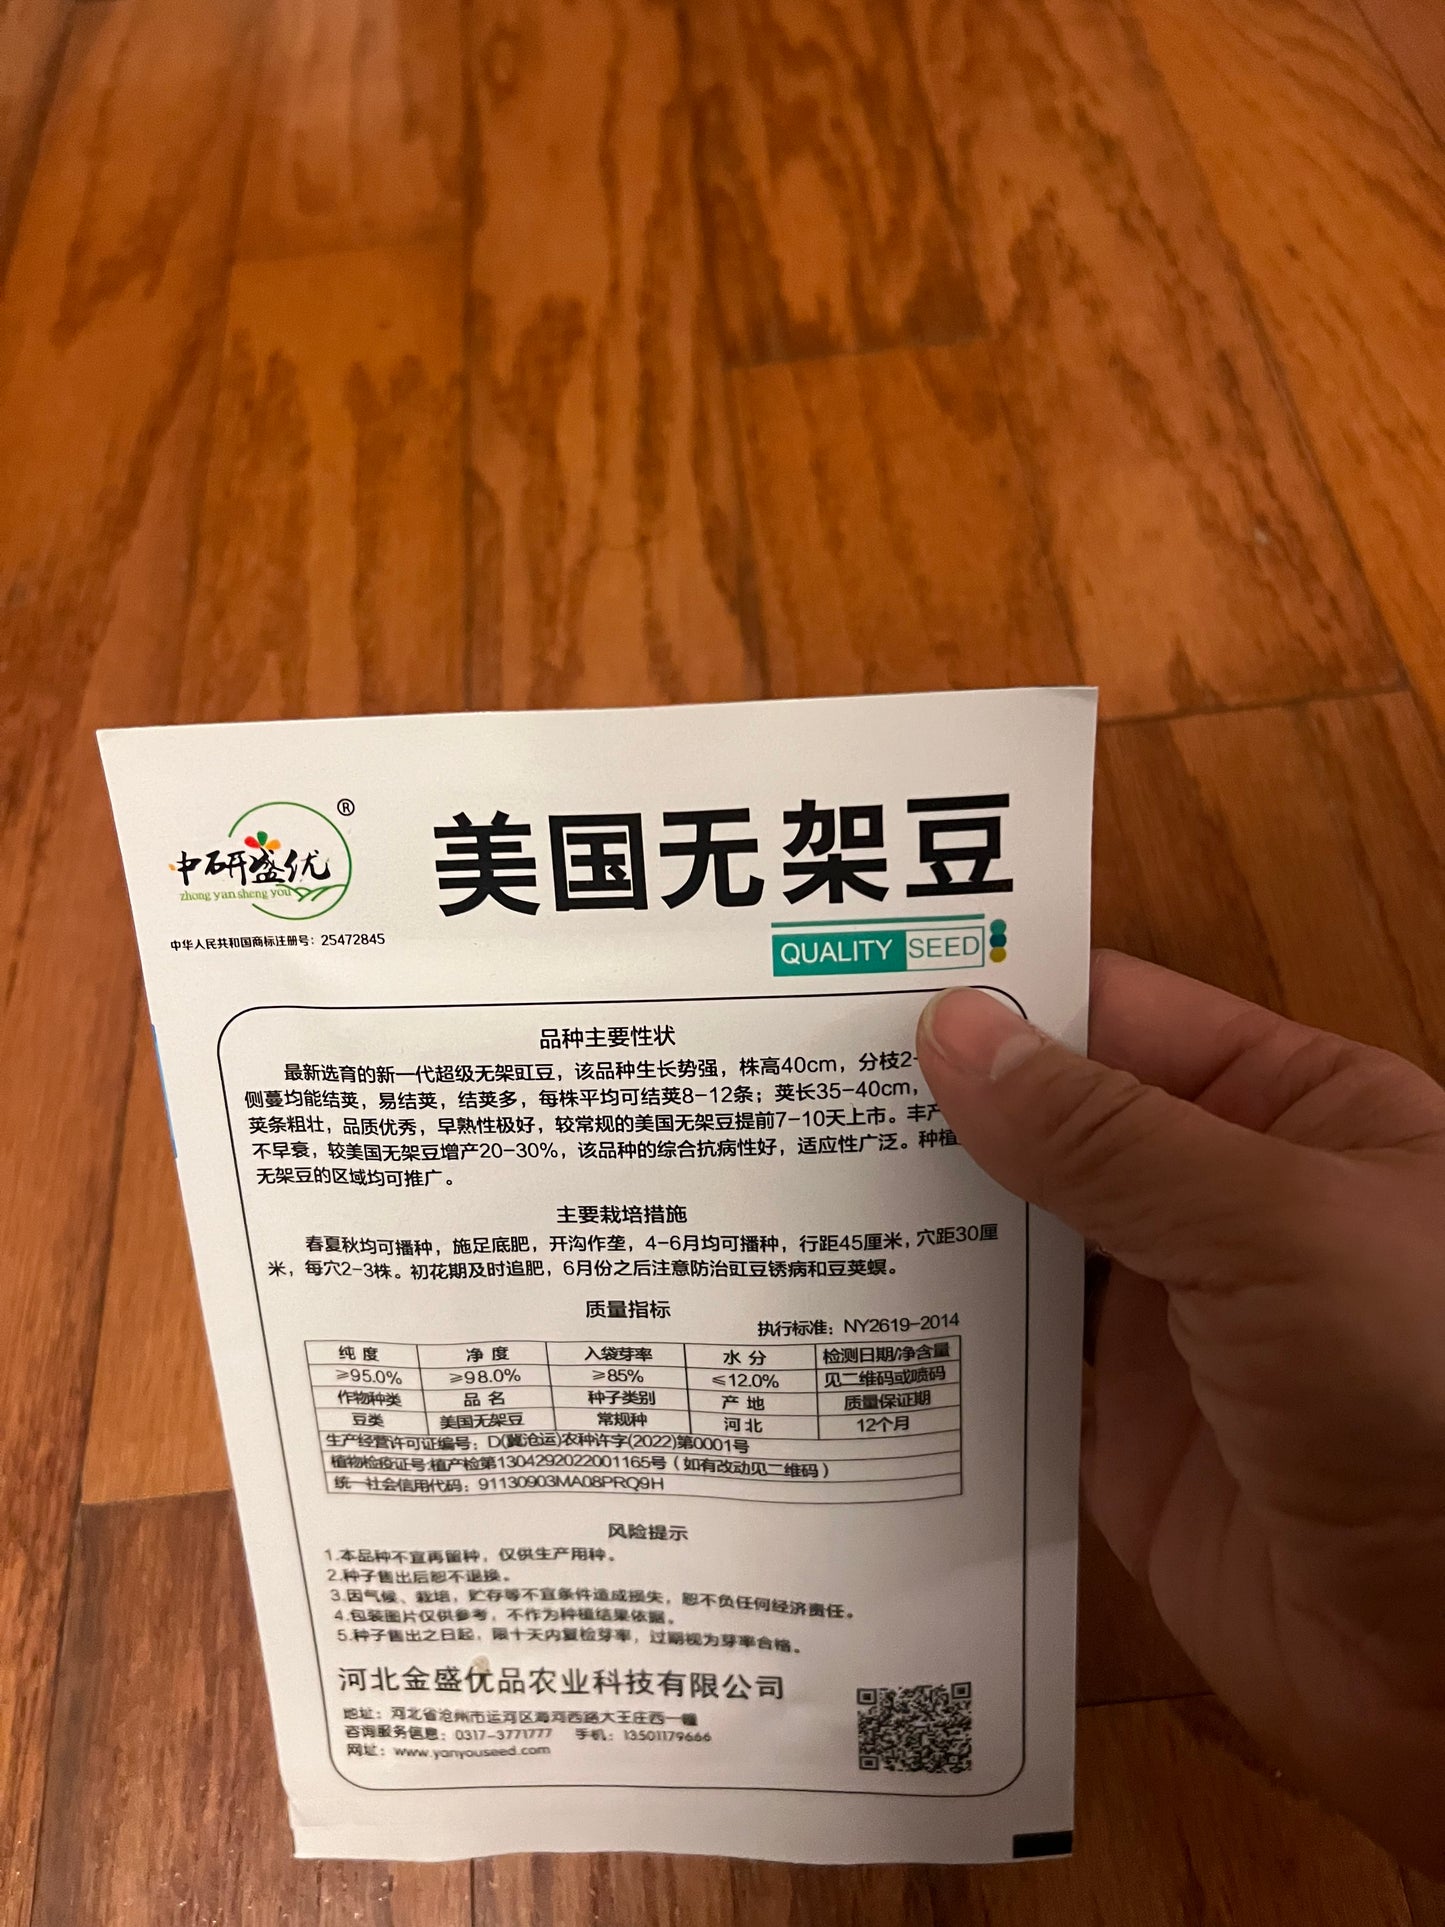 ®
中研盛优
zhong yan sheng you
中华人民共和国商标注册号：25472845
美国无架豆
QUALITY SEED
品种主要性状
最新选育的新一代超级无架豇豆，该品种生长势强，株高40cm，分枝2-
侧蔓均能结荚，易结荚，结荚多，每株平均可结荚8-12条；荚长35-40cm，
荚条粗壮，品质优秀，早熟性极好，较常规的美国无架豆提前7-10天上市。丰产
不早衰，较美国无架豆增产20-30%，该品种的综合抗病性好，适应性广泛。种植
无架豆的区域均可推广。
主要栽培措施
春夏秋均可播种，施足底肥，开沟作垄，4-6月均可播种，行距45厘米，穴距30厘
米，每穴2-3株。初花期及时追肥，6月份之后注意防治豇豆锈病和豆荚螟。
质量指标
执行标准：NY2619-2014
纯度 净度 入袋芽率 水分 检测日期/净含量
≥95.0% ≥98.0% ≥85% ≤12.0% 见二维码或喷码
作物种类 品名 种子类别 产地 质量保证期
豆类 美国无架豆 常规种 河北 12个月
生产经营许可证编号：D(冀沧运)农种许字(2022)第0001号
植物检疫证号:植产检第1304292022001165号（如有改动见二维码）
统一社会信用代码：91130903MA08PRQ9H
风险提示
1.本品种不宜再留种，仅供生产用种。
2.种子售出后恕不退换。
3.因气候、栽培，贮存等不宜条件造成损失，恕不负任何经济责任。
4.包装图片仅供参考，不作为种植结果依据。
5.种子售出之日起，限十天内复检芽率，过期视为芽率合格。
河北金盛优品农业科技有限公司
地址：河北省沧州市运河区海河西路大王庄西一幢
咨询服务信息：0317-3771777 手机：13501179666
网址：www.yanyouseed.com